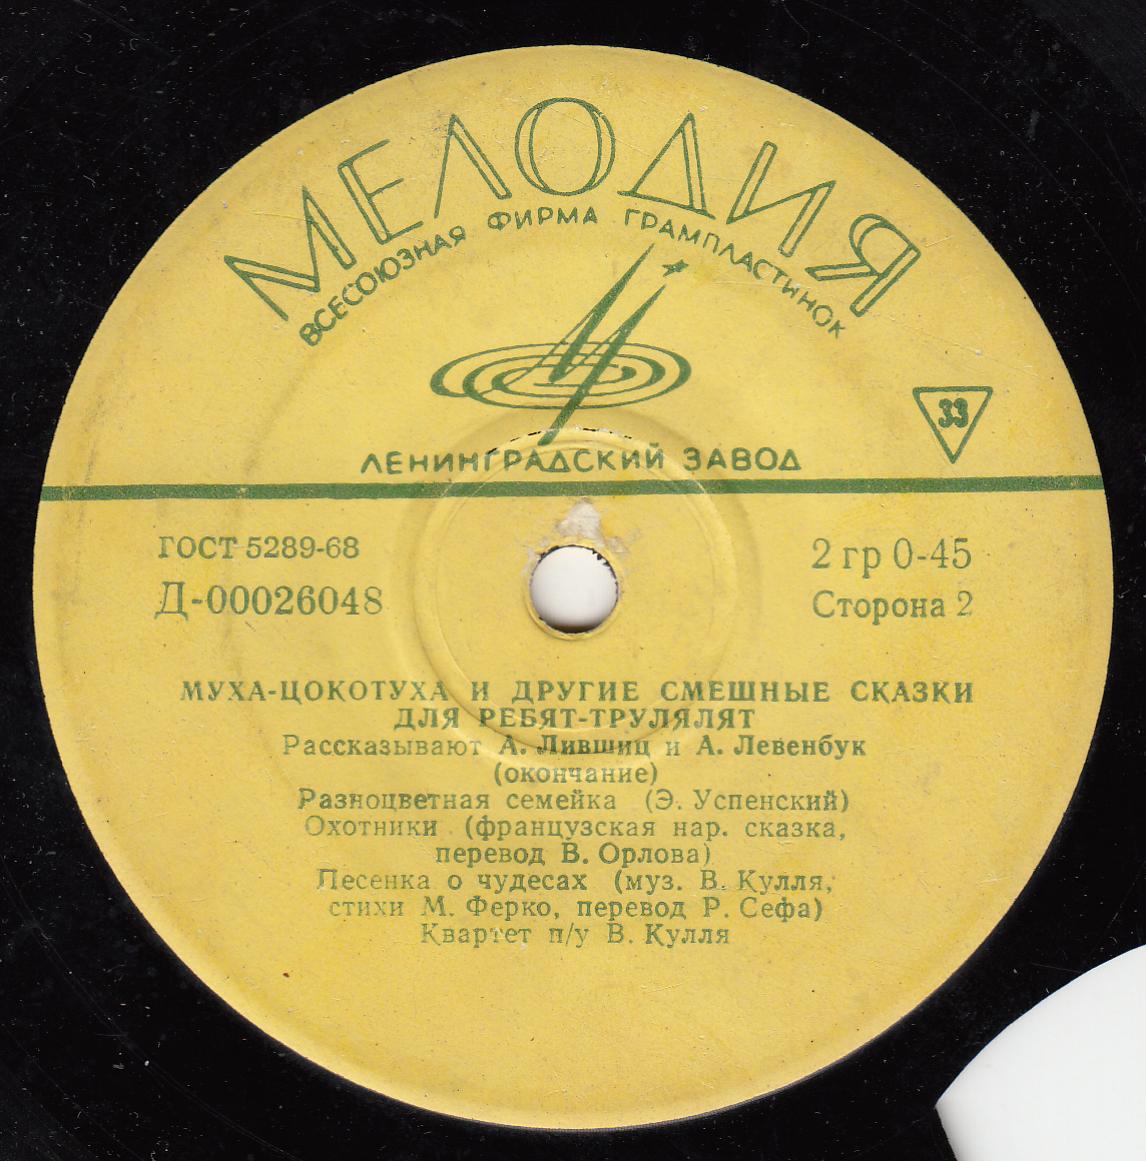 МЕЛОДИЯ
ВСЕСОЮЗНАЯ ФИРМА ГРАМПЛАСТИНОК
33
ЛЕНИНГРАДСКИЙ ЗАВОД
ГОСТ 5289-68
2 гр 0-45
Д-00026048
Сторона 2
МУХА-ЦОКОТУХА И ДРУГИЕ СМЕШНЫЕ СКАЗКИ
ДЛЯ РЕБЯТ-ТРУЛЯЛЯТ
Рассказывают А. Лившиц и А. Левенбук
(окончание)
Разноцветная семейка (Э. Успенский)
Охотники (французская нар. сказка,
перевод В. Орлова)
Песенка о чудесах (муз. В. Кулля,
стихи М. Ферко, перевод Р. Сефа)
Квартет п/у В. Кулля